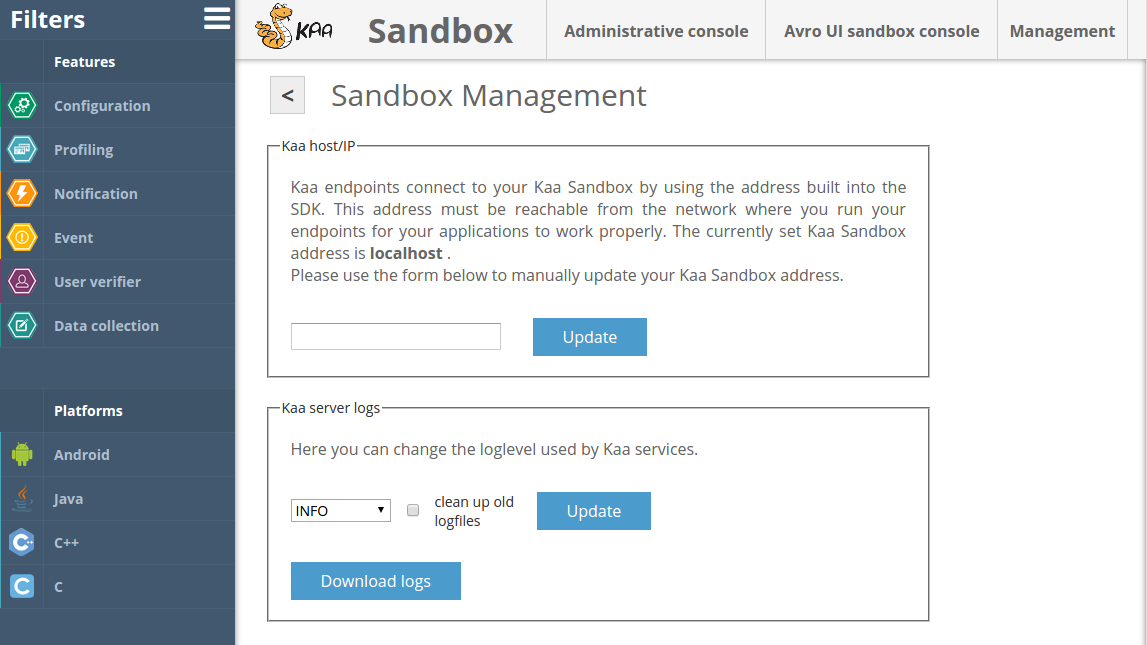 Filters
Features
Configuration
Profiling
Notification
Event
User verifier
Data collection
Platforms
Android
Java
C++
C
KAA
Sandbox
Administrative console
Avro UI sandbox console
Management
<
Sandbox Management
Kaa host/IP
Kaa endpoints connect to your Kaa Sandbox by using the address built into the
SDK. This address must be reachable from the network where you run your
endpoints for your applications to work properly. The currently set Kaa Sandbox
address is localhost .
Please use the form below to manually update your Kaa Sandbox address.
Update
Kaa server logs
Here you can change the loglevel used by Kaa services.
INFO
clean up old
logfiles
Update
Download logs